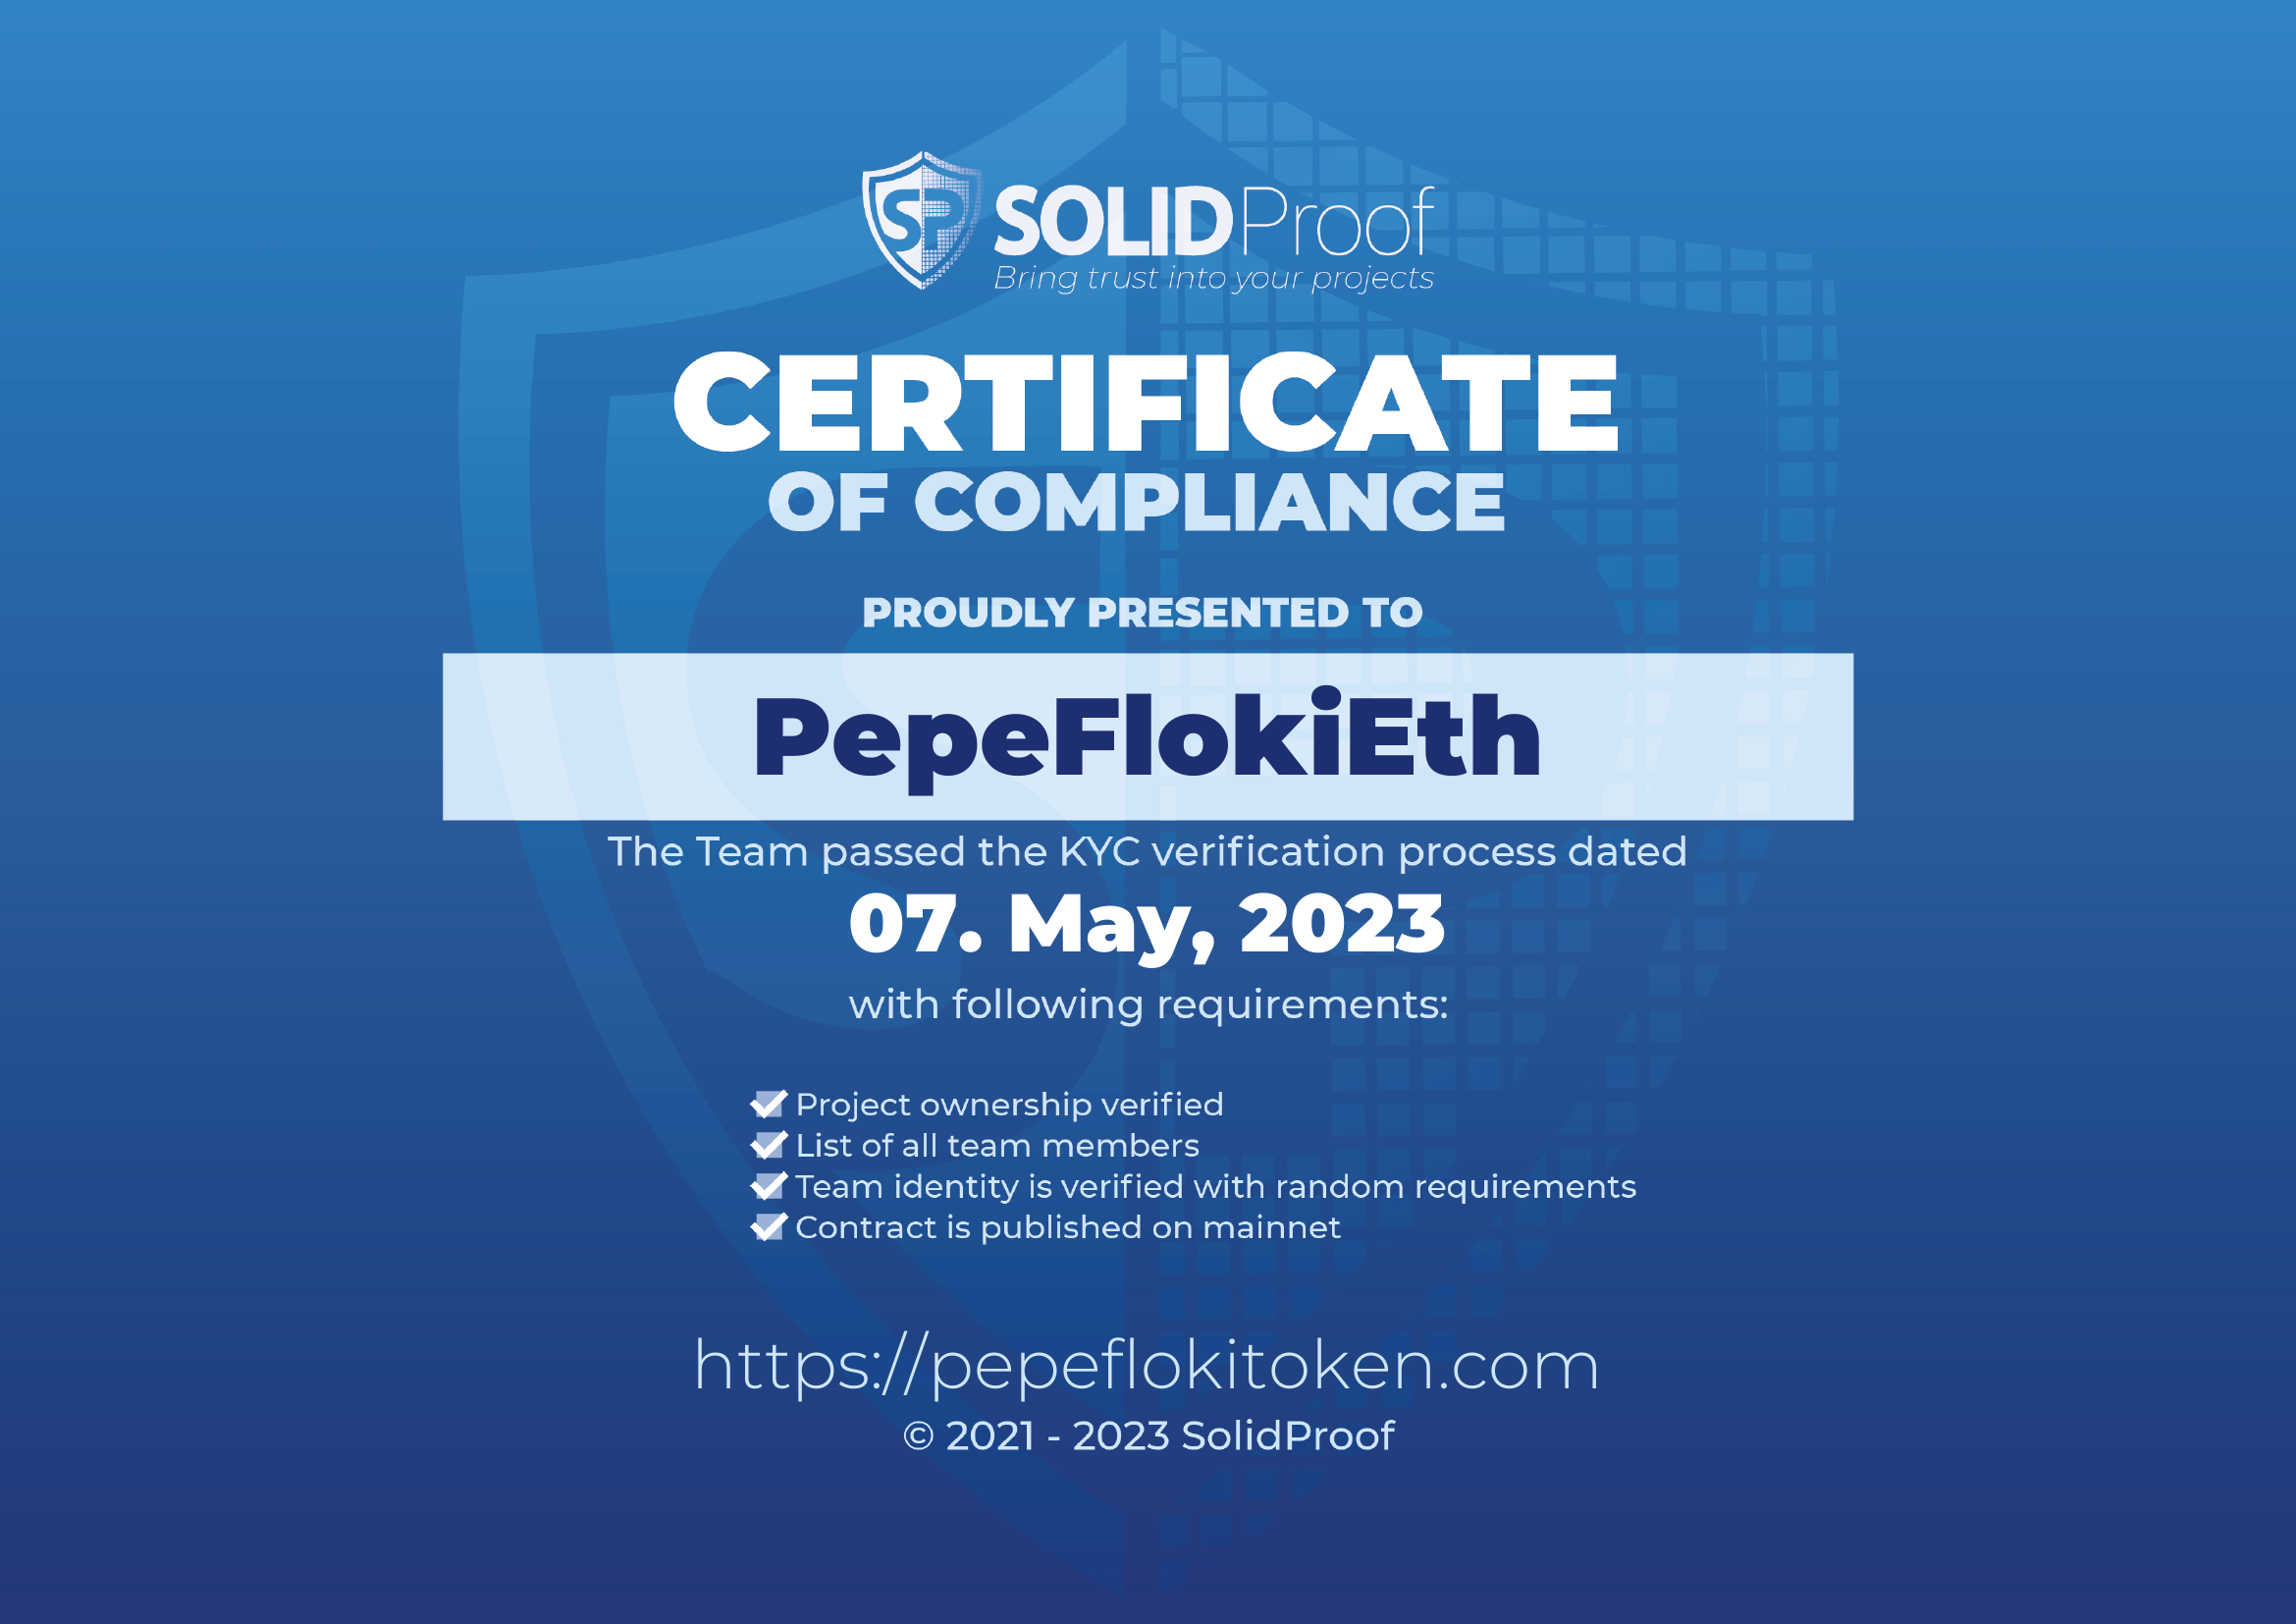 SP SOLIDProof
Bring trust into your projects
CERTIFICATE
OF COMPLIANCE
PROUDLY PRESENTED TO
PepeFlokiEth
The Team passed the KYC verification process dated
07. May, 2023
with following requirements:
Project ownership verified
List of all team members
Team identity is verified with random requirements
Contract is published on mainnet
https://pepeflokitoken.com
© 2021 - 2023 SolidProof